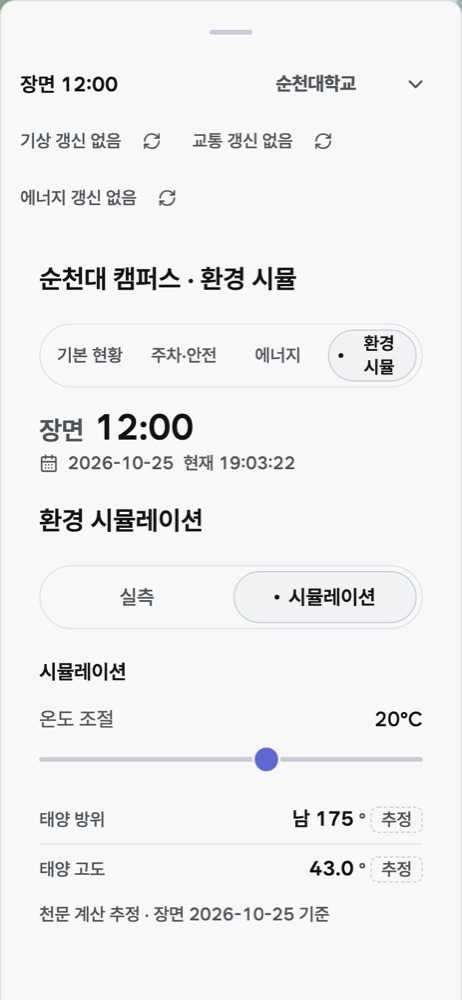 장면 12:00 순천대학교
기상 갱신 없음 교통 갱신 없음
에너지 갱신 없음
순천대 캠퍼스 · 환경 시뮬
기본 현황 주차·안전 에너지 • 환경 시뮬
장면 12:00
2026-10-25 현재 19:03:22
환경 시뮬레이션
실측 • 시뮬레이션
시뮬레이션
온도 조절 20°C
태양 방위 남 175 ° 추정
태양 고도 43.0 ° 추정
천문 계산 추정 · 장면 2026-10-25 기준